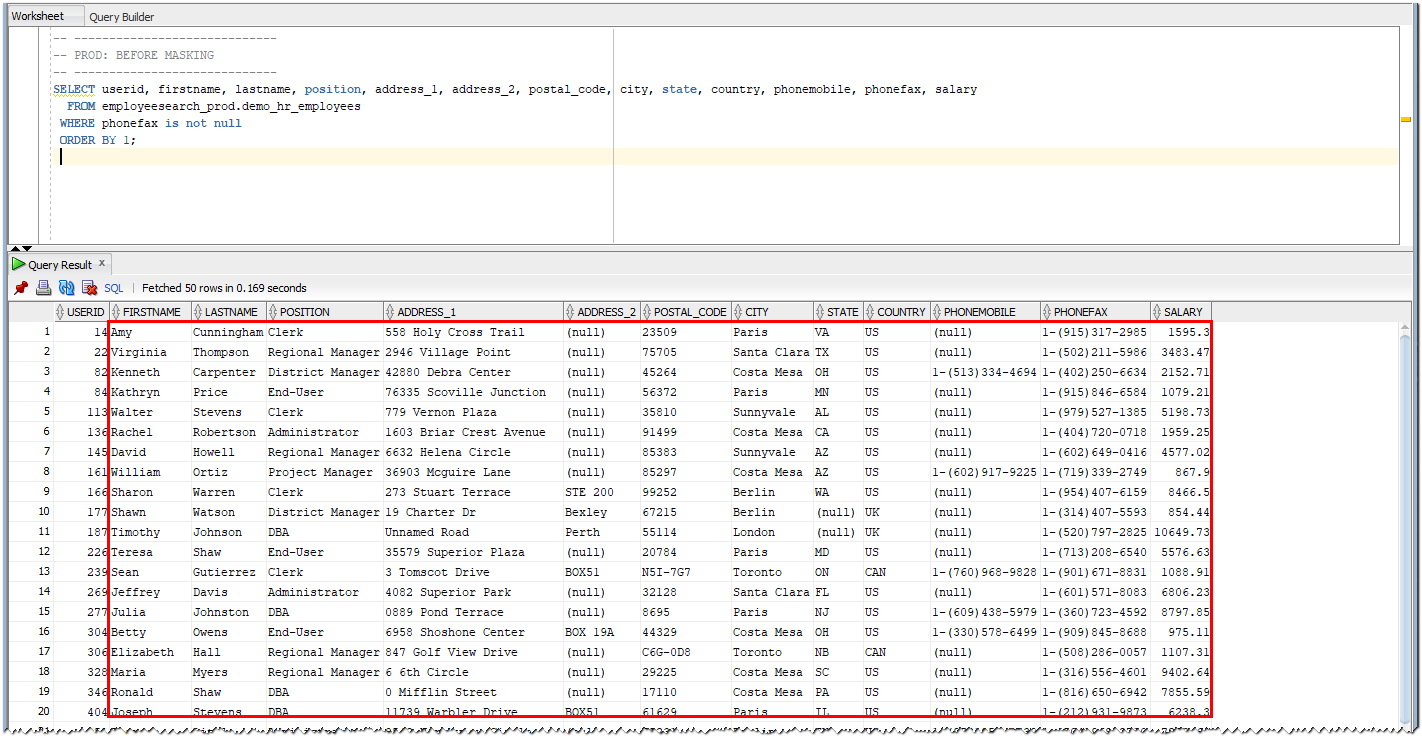 Worksheet Query Builder
-- -----------------------------
-- PROD: BEFORE MASKING
-- -----------------------------
SELECT userid, firstname, lastname, position, address_1, address_2, postal_code, city, state, country, phonemobile, phonefax, salary
FROM employeesearch_prod.demo_hr_employees
WHERE phonefax is not null
ORDER BY 1;
Query Result x
SQL | Fetched 50 rows in 0.169 seconds
USERID FIRSTNAME LASTNAME POSITION ADDRESS_1 ADDRESS_2 POSTAL_CODE CITY STATE COUNTRY PHONEMOBILE PHONEFAX SALARY
1 14 Amy Cunningham Clerk 558 Holy Cross Trail (null) 23509 Paris VA US (null) 1-(915)317-2985 1595.3
2 22 Virginia Thompson Regional Manager 2946 Village Point (null) 75705 Santa Clara TX US (null) 1-(502)211-5986 3483.47
3 82 Kenneth Carpenter District Manager 42880 Debra Center (null) 45264 Costa Mesa OH US 1-(513)334-4694 1-(402)250-6634 2152.71
4 84 Kathryn Price End-User 76335 Scoville Junction (null) 56372 Paris MN US (null) 1-(915)846-6584 1079.21
5 113 Walter Stevens Clerk 779 Vernon Plaza (null) 35810 Sunnyvale AL US (null) 1-(979)527-1385 5198.73
6 136 Rachel Robertson Administrator 1603 Briar Crest Avenue (null) 91499 Costa Mesa CA US (null) 1-(404)720-0718 1959.25
7 145 David Howell Regional Manager 6632 Helena Circle (null) 85383 Sunnyvale AZ US (null) 1-(602)649-0416 4577.02
8 161 William Ortiz Project Manager 36903 Mcguire Lane (null) 85297 Costa Mesa AZ US 1-(602)917-9225 1-(719)339-2749 867.9
9 166 Sharon Warren Clerk 273 Stuart Terrace STE 200 99252 Berlin WA US (null) 1-(954)407-6159 8466.5
10 177 Shawn Watson District Manager 19 Charter Dr Bexley 67215 Berlin (null) UK (null) 1-(314)407-5593 854.44
11 187 Timothy Johnson DBA Unnamed Road Perth 55114 London (null) UK (null) 1-(520)797-2825 10649.73
12 226 Teresa Shaw End-User 35579 Superior Plaza (null) 20784 Paris MD US (null) 1-(713)208-6540 5576.63
13 239 Sean Gutierrez Clerk 3 Tomscot Drive BOX51 N5I-7G7 Toronto ON CAN 1-(760)968-9828 1-(901)671-8831 1088.91
14 269 Jeffrey Davis Administrator 4082 Superior Park (null) 32128 Santa Clara FL US (null) 1-(601)571-8083 6806.23
15 277 Julia Johnston DBA 0889 Pond Terrace (null) 8695 Paris NJ US 1-(609)438-5979 1-(360)723-4592 8797.85
16 304 Betty Owens End-User 6958 Shoshone Center BOX 19A 44329 Costa Mesa OH US 1-(330)578-6499 1-(909)845-8688 975.11
17 306 Elizabeth Hall Regional Manager 847 Golf View Drive (null) C6G-0D8 Toronto NB CAN (null) 1-(508)286-0057 1107.31
18 328 Maria Myers Regional Manager 6 6th Circle (null) 29225 Costa Mesa SC US (null) 1-(316)556-4601 9402.64
19 346 Ronald Shaw DBA 0 Mifflin Street (null) 17110 Costa Mesa PA US (null) 1-(816)650-6942 7855.59
20 404 Joseph Stevens DBA 11739 Warbler Drive BOX51 61629 Paris IL US (null) 1-(212)931-9873 6238.3